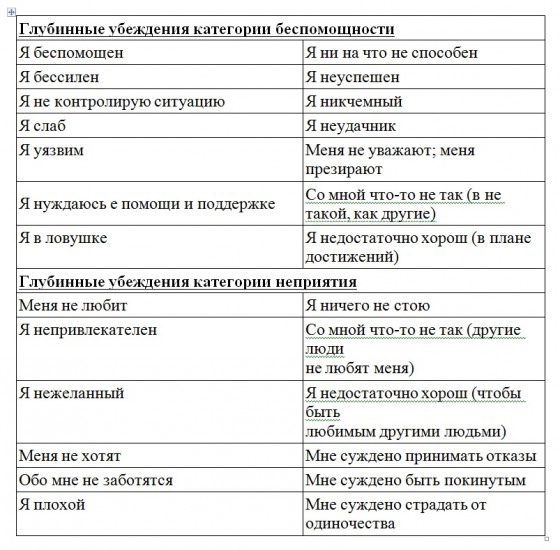 Глубинные убеждения категории беспомощности
Я беспомощен
Я ни на что не способен
Я бессилен
Я неуспешен
Я не контролирую ситуацию
Я никчемный
Я слаб
Я неудачник
Я уязвим
Меня не уважают; меня
презирают
Я нуждаюсь е помощи и поддержке
Со мной что-то не так (в не
такой, как другие)
Я в ловушке
Я недостаточно хорош (в плане
достижений)
Глубинные убеждения категории неприятия
Меня не любит
Я ничего не стою
Я непривлекателен
Со мной что-то не так (другие
люди
не любят меня)
Я нежеланный
Я недостаточно хорош (чтобы
быть
любимым другими людьми)
Меня не хотят
Мне суждено принимать отказы
Обо мне не заботятся
Мне суждено быть покинутым
Я плохой
Мне суждено страдать от
одиночества